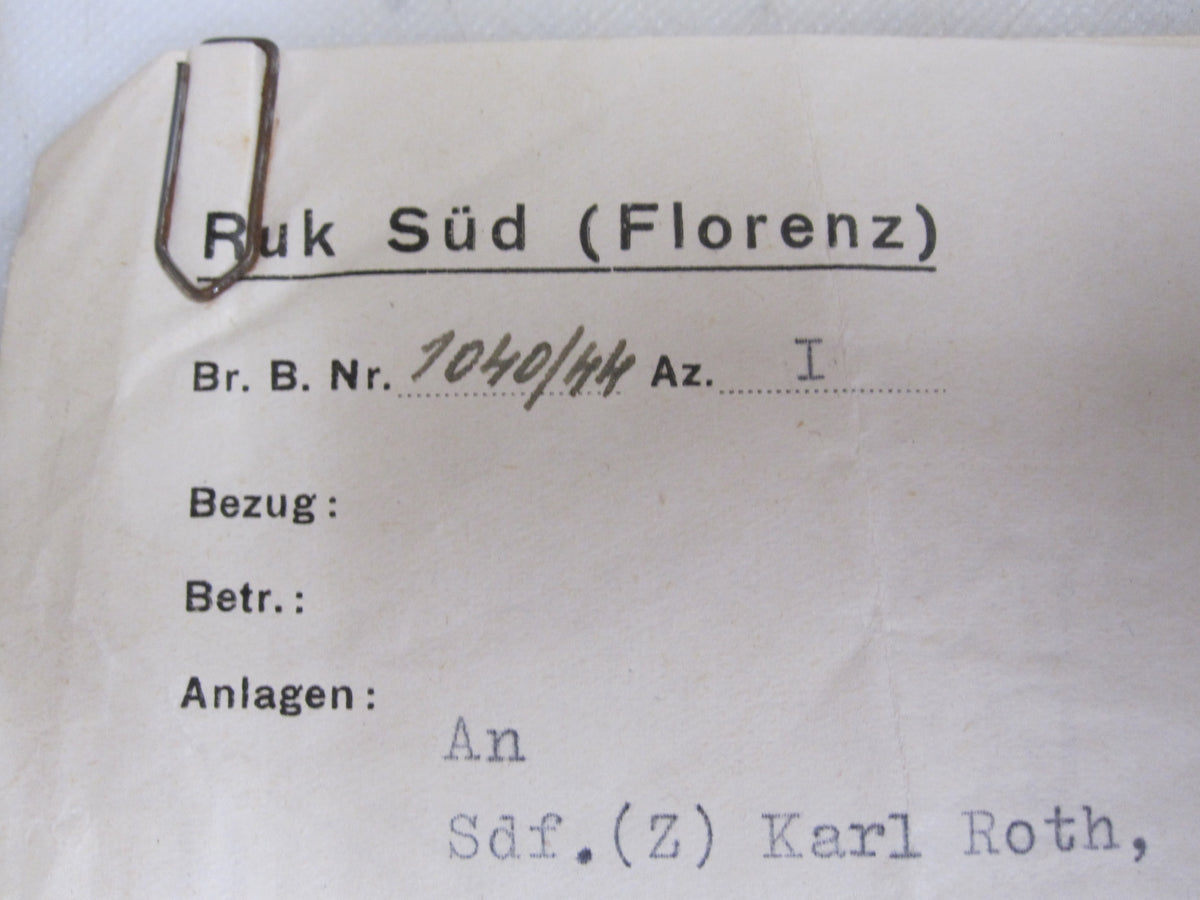 Ruk Süd (Florenz)
Br. B. Nr. 1040/44 Az. I
Bezug:
Betr.:
Anlagen:
An
Sdf.(Z) Karl Roth,